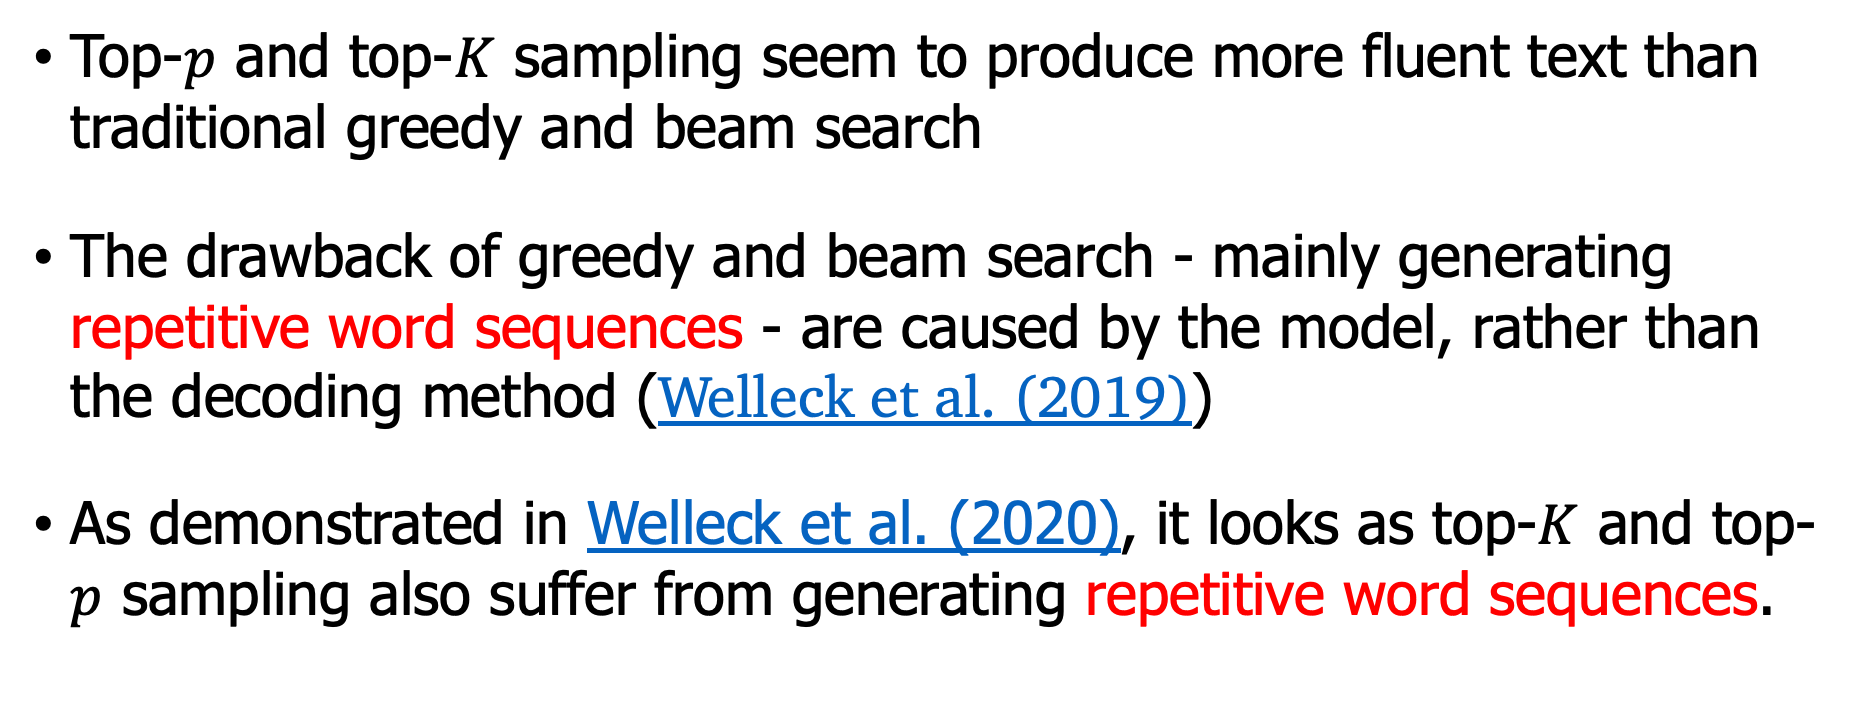 • Top-p and top-K sampling seem to produce more fluent text than
traditional greedy and beam search
• The drawback of greedy and beam search - mainly generating
repetitive word sequences - are caused by the model, rather than
the decoding method (Welleck et al. (2019))
• As demonstrated in Welleck et al. (2020), it looks as top-K and top-
p sampling also suffer from generating repetitive word sequences.